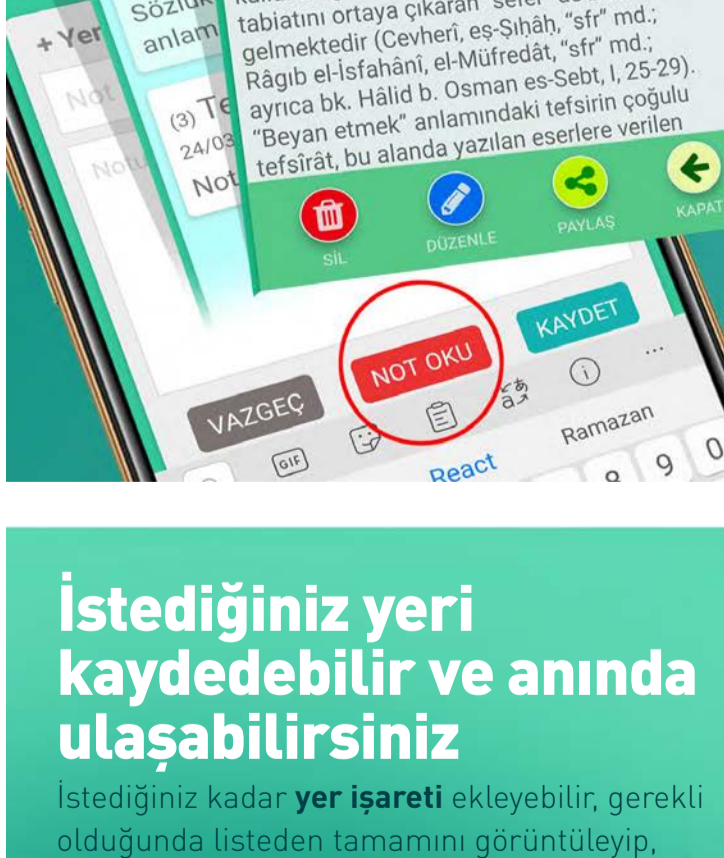 tabiatını ortaya çıkaran
gelmektedir (Cevherî, eş-Şıhâḥ, “sfr” md.;
Râgıb el-İsfahânî, el-Müfredât, “sfr” md.;
ayrıca bk. Hâlid b. Osman es-Sebt, I, 25-29).
“Beyan etmek” anlamındaki tefsirin çoğulu
tefsîrât, bu alanda yazılan eserlere verilen
SİL
DÜZENLE
PAYLAŞ
KAPAT
+ Yer
Not
anlam
(3) Te
24/03
Not
VAZGEÇ
NOT OKU
KAYDET
GIF
React
Ramazan
8 9 0
İstediğiniz yeri
kaydedebilir ve anında
ulaşabilirsiniz
İstediğiniz kadar yer işareti ekleyebilir, gerekli
olduğunda listeden tamamını görüntüleyip,